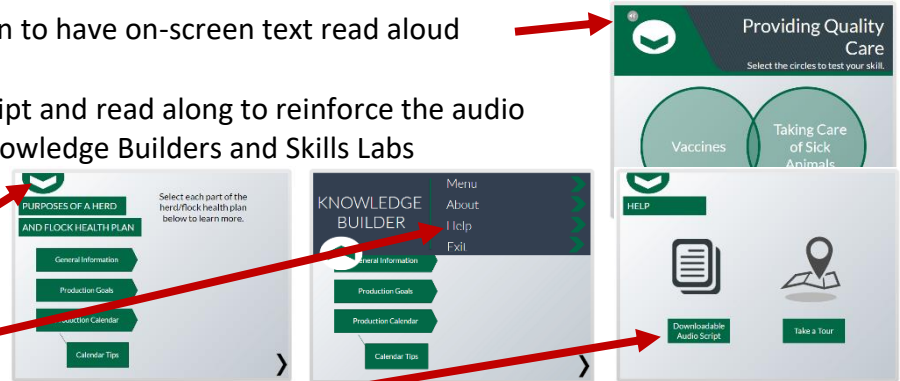 n to have on-screen text read aloud
ipt and read along to reinforce the audio
owledge Builders and Skills Labs
Providing Quality
Care
Select the circles to test your skill.
Vaccines
Taking Care
of Sick
Animals
PURPOSES OF A HERD
AND FLOCK HEALTH PLAN
Select each part of the
herd/flock health plan
below to learn more.
General Information
Production Goals
Production Calendar
Calendar Tips
KNOWLEDGE
BUILDER
Menu
About
Help
Exit
General Information
Production Goals
Production Calendar
Calendar Tips
HELP
Downloadable
Audio Script
Take a Tour